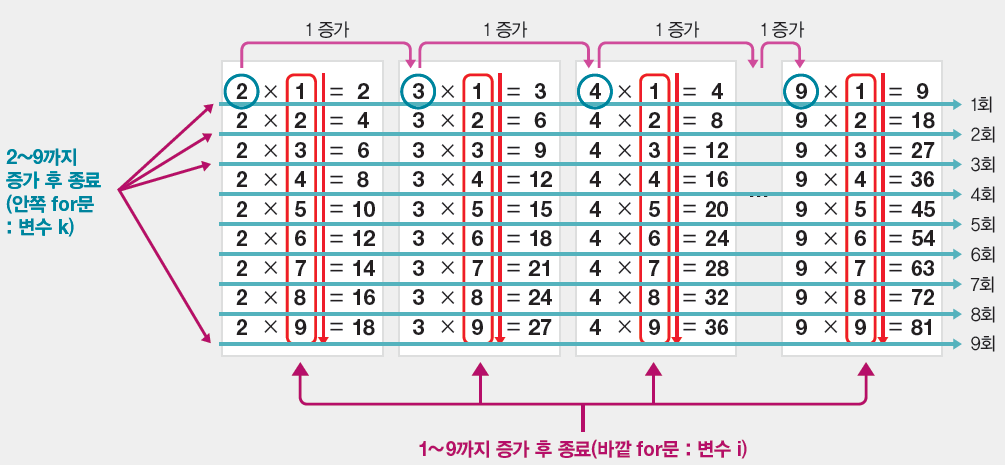 1 증가 1 증가 1 증가 1 증가
2 × 1 = 2 3 × 1 = 3 4 × 1 = 4 9 × 1 = 9 1회
2 × 2 = 4 3 × 2 = 6 4 × 2 = 8 9 × 2 = 18 2회
2 × 3 = 6 3 × 3 = 9 4 × 3 = 12 9 × 3 = 27 3회
2 × 4 = 8 3 × 4 = 12 4 × 4 = 16 ... 9 × 4 = 36 4회
2 × 5 = 10 3 × 5 = 15 4 × 5 = 20 9 × 5 = 45 5회
2 × 6 = 12 3 × 6 = 18 4 × 6 = 24 9 × 6 = 54 6회
2 × 7 = 14 3 × 7 = 21 4 × 7 = 28 9 × 7 = 63 7회
2 × 8 = 16 3 × 8 = 24 4 × 8 = 32 9 × 8 = 72 8회
2 × 9 = 18 3 × 9 = 27 4 × 9 = 36 9 × 9 = 81 9회
2~9까지
증가 후 종료
(안쪽 for문
: 변수 k)
1~9까지 증가 후 종료(바깥 for문 : 변수 i)